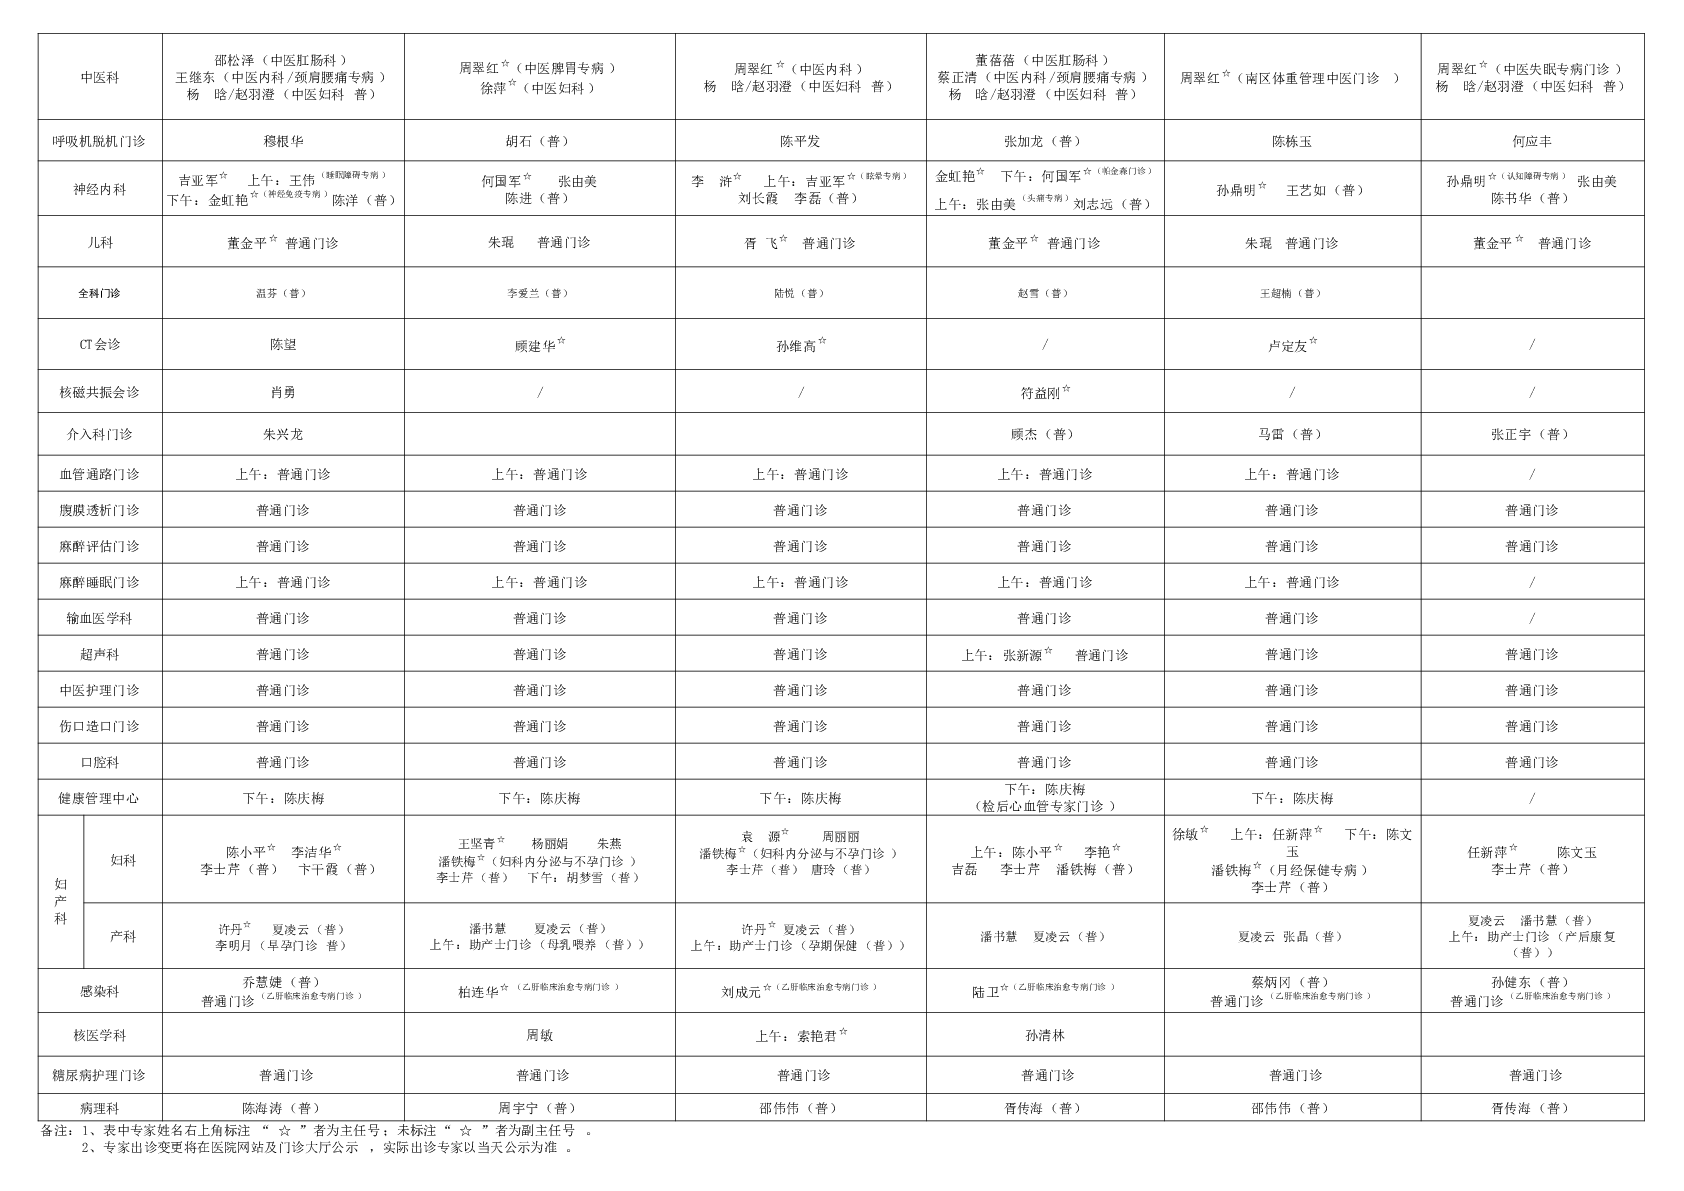 中医科
邵松泽（中医肛肠科）
王继东（中医内科/颈肩腰痛专病）
杨 晗/赵羽澄（中医妇科 普）
周翠红☆（中医脾胃专病）
徐萍☆（中医妇科）
周翠红☆（中医内科）
杨 晗/赵羽澄（中医妇科 普）
董蓓蓓（中医肛肠科）
蔡正清（中医内科/颈肩腰痛专病）
杨 晗/赵羽澄（中医妇科 普）
周翠红☆（南区体重管理中医门诊 ）
周翠红☆（中医失眠专病门诊）
杨 晗/赵羽澄（中医妇科 普）
呼吸机脱机门诊 穆根华 胡石（普） 陈平发 张加龙（普） 陈栋玉 何应丰
神经内科
吉亚军☆ 上午：王伟（睡眠障碍专病）
下午：金虹艳☆（神经免疫专病）陈洋（普）
何国军☆ 张由美
陈进（普）
李 浒☆ 上午：吉亚军☆（眩晕专病）
刘长霞 李磊（普）
金虹艳☆ 下午：何国军☆（帕金森门诊）
上午：张由美（头痛专病）刘志远（普）
孙鼎明☆ 王艺如（普）
孙鼎明☆（认知障碍专病） 张由美
陈书华（普）
儿科 董金平☆ 普通门诊 朱琨 普通门诊 胥 飞☆ 普通门诊 董金平☆ 普通门诊 朱琨 普通门诊 董金平☆ 普通门诊
全科门诊 温芬（普） 李爱兰（普） 陆悦（普） 赵雪（普） 王超楠（普）
CT会诊 陈望 顾建华☆ 孙维高☆ / 卢定友☆ /
核磁共振会诊 肖勇 / / 符益刚☆ / /
介入科门诊 朱兴龙 顾杰（普） 马雷（普） 张正宇（普）
血管通路门诊 上午：普通门诊 上午：普通门诊 上午：普通门诊 上午：普通门诊 上午：普通门诊 /
腹膜透析门诊 普通门诊 普通门诊 普通门诊 普通门诊 普通门诊 普通门诊
麻醉评估门诊 普通门诊 普通门诊 普通门诊 普通门诊 普通门诊 普通门诊
麻醉睡眠门诊 上午：普通门诊 上午：普通门诊 上午：普通门诊 上午：普通门诊 上午：普通门诊 /
输血医学科 普通门诊 普通门诊 普通门诊 普通门诊 普通门诊 /
超声科 普通门诊 普通门诊 普通门诊 上午：张新源☆ 普通门诊 普通门诊 普通门诊
中医护理门诊 普通门诊 普通门诊 普通门诊 普通门诊 普通门诊 普通门诊
伤口造口门诊 普通门诊 普通门诊 普通门诊 普通门诊 普通门诊 普通门诊
口腔科 普通门诊 普通门诊 普通门诊 普通门诊 普通门诊 普通门诊
健康管理中心 下午：陈庆梅 下午：陈庆梅 下午：陈庆梅
下午：陈庆梅
（检后心血管专家门诊）
下午：陈庆梅 /
妇产科
妇科
陈小平☆ 李洁华☆
李士芹（普） 卞干霞（普）
王坚青☆ 杨丽娟 朱燕
潘铁梅☆（妇科内分泌与不孕门诊）
李士芹（普） 下午：胡梦雪（普）
袁 源☆ 周丽丽
潘铁梅☆（妇科内分泌与不孕门诊）
李士芹（普） 唐玲（普）
上午：陈小平☆ 李艳☆
吉磊 李士芹 潘铁梅（普）
徐敏☆ 上午：任新萍☆ 下午：陈文
玉
潘铁梅☆（月经保健专病）
李士芹（普）
任新萍☆ 陈文玉
李士芹（普）
产科
许丹☆ 夏凌云（普）
李明月（早孕门诊 普）
潘书慧 夏凌云（普）
上午：助产士门诊（母乳喂养（普））
许丹☆ 夏凌云（普）
上午：助产士门诊（孕期保健（普））
潘书慧 夏凌云（普）
夏凌云 张晶（普）
夏凌云 潘书慧（普）
上午：助产士门诊（产后康复
（普））
感染科
乔慧婕（普）
普通门诊（乙肝临床治愈专病门诊）
柏连华☆（乙肝临床治愈专病门诊）
刘成元☆（乙肝临床治愈专病门诊）
陆卫☆（乙肝临床治愈专病门诊）
蔡炳冈（普）
普通门诊（乙肝临床治愈专病门诊）
孙健东（普）
普通门诊（乙肝临床治愈专病门诊）
核医学科 周敏 上午：索艳君☆ 孙清林
糖尿病护理门诊 普通门诊 普通门诊 普通门诊 普通门诊 普通门诊 普通门诊
病理科 陈海涛（普） 周宇宁（普） 邵伟伟（普） 胥传海（普） 邵伟伟（普） 胥传海（普）
备注：1、表中专家姓名右上角标注 “ ☆ ”者为主任号；未标注“ ☆ ”者为副主任号 。
2、专家出诊变更将在医院网站及门诊大厅公示 ，实际出诊专家以当天公示为准 。